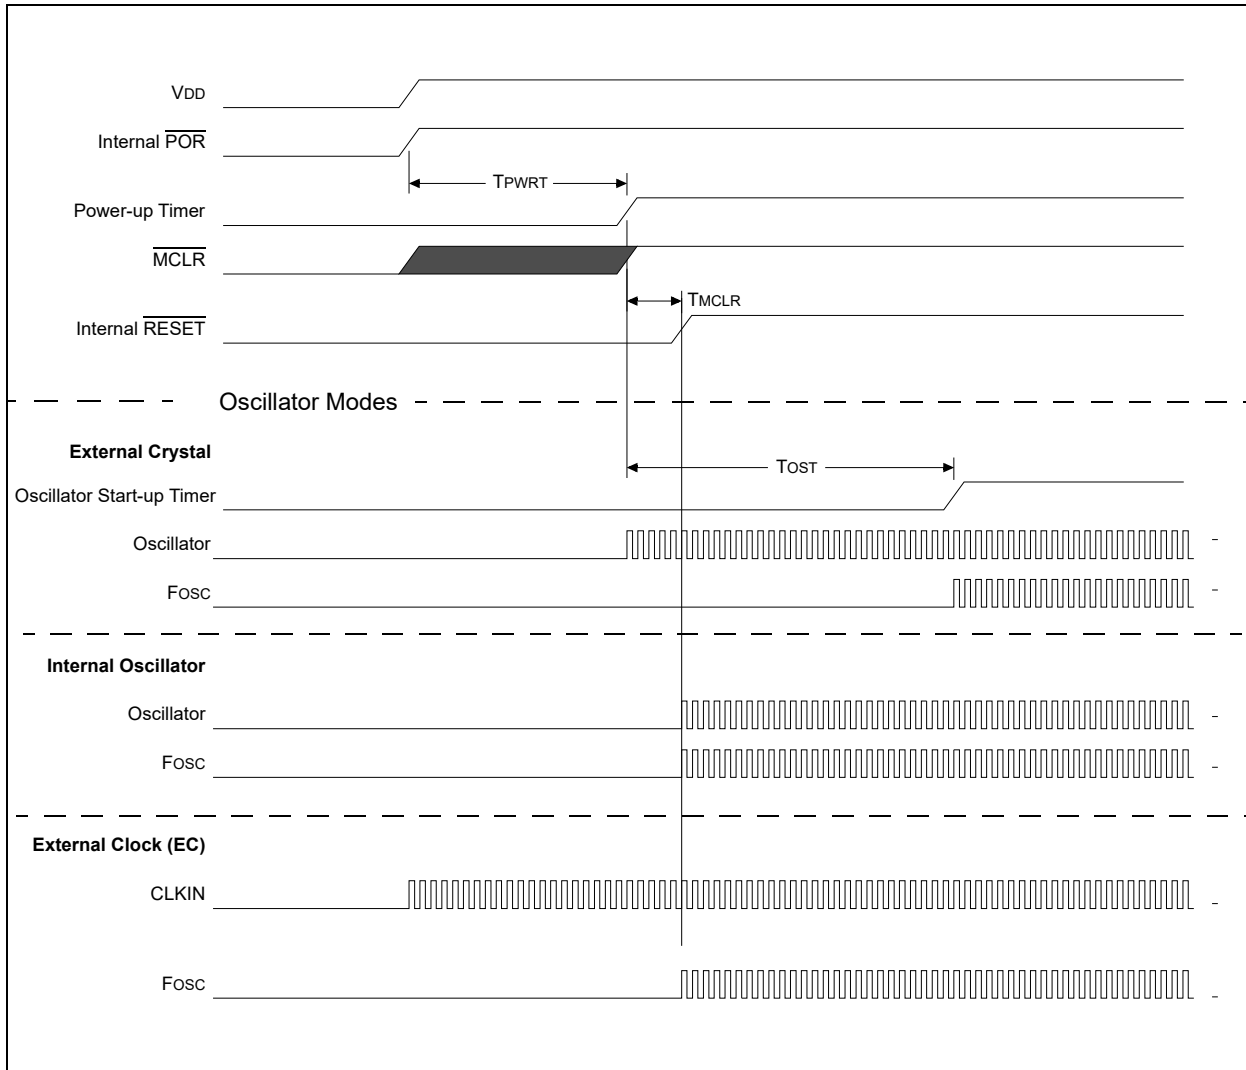 VDD
Internal POR
TPWRT
Power-up Timer
MCLR
TMCLR
Internal RESET
Oscillator Modes
External Crystal
TOST
Oscillator Start-up Timer
Oscillator
FOSC
Internal Oscillator
Oscillator
FOSC
External Clock (EC)
CLKIN
FOSC